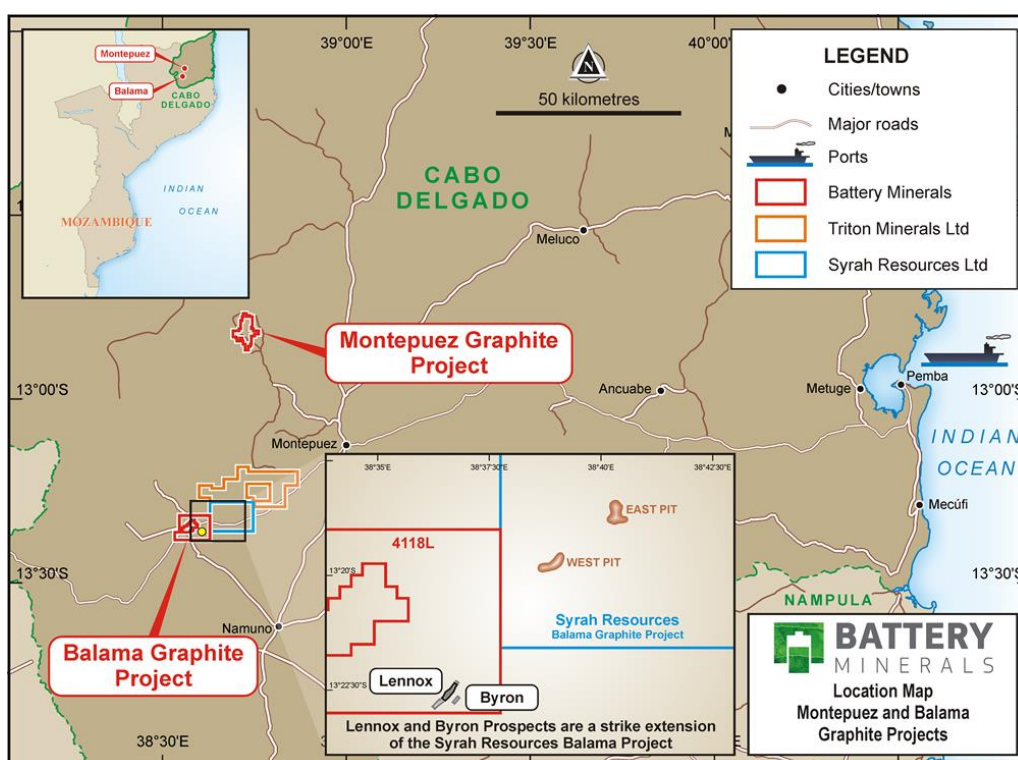 39°00'E
39°30'E
40°00'E
N
50 kilometres
LEGEND
Cities/towns
Major roads
Ports
Battery Minerals
Triton Minerals Ltd
Syrah Resources Ltd
Montepuez
Balama
CABO
DELGADO
INDIAN
OCEAN
MOZAMBIQUE
CABO
DELGADO
Meluco
Montepuez Graphite
Project
13°00'S
13°00'S
Ancuabe
Metuge
Pemba
Montepuez
INDIAN
OCEAN
Mecúfi
38°35'E
38°37'30"E
38°40'E
38°42'30"E
EAST PIT
4118L
WEST PIT
13°20'S
13°30'S
13°30'S
NAMPULA
Syrah Resources
Balama Graphite Project
Namuno
Balama Graphite
Project
13°22'30"S
Lennox
Byron
Lennox and Byron Prospects are a strike extension
of the Syrah Resources Balama Project
38°30'E
BATTERY
MINERALS
Location Map
Montepuez and Balama
Graphite Projects